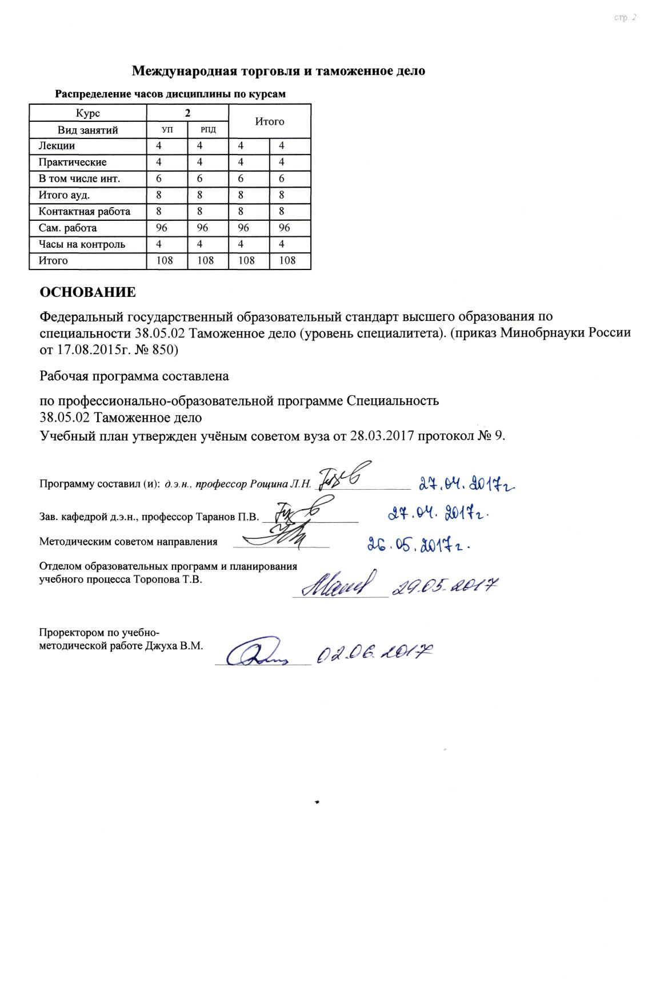 стр. 2
Международная торговля и таможенное дело
Распределение часов дисциплины по курсам
Курс 2 Итого
Вид занятий УП РПД
Лекции 4 4 4 4
Практические 4 4 4 4
В том числе инт. 6 6 6 6
Итого ауд. 8 8 8 8
Контактная работа 8 8 8 8
Сам. работа 96 96 96 96
Часы на контроль 4 4 4 4
Итого 108 108 108 108
ОСНОВАНИЕ
Федеральный государственный образовательный стандарт высшего образования по
специальности 38.05.02 Таможенное дело (уровень специалитета). (приказ Минобрнауки России
от 17.08.2015г. № 850)
Рабочая программа составлена
по профессионально-образовательной программе Специальность
38.05.02 Таможенное дело
Учебный план утвержден учёным советом вуза от 28.03.2017 протокол № 9.
Программу составил (и): д.э.н., профессор Рощина Л.Н. 27.04.2017г
Зав. кафедрой д.э.н., профессор Таранов П.В. 27.04.2017г.
Методическим советом направления 26.05.2017г.
Отделом образовательных программ и планирования
учебного процесса Торопова Т.В.
29.05.2017
Проректором по учебно-
методической работе Джуха В.М.
02.06.2017